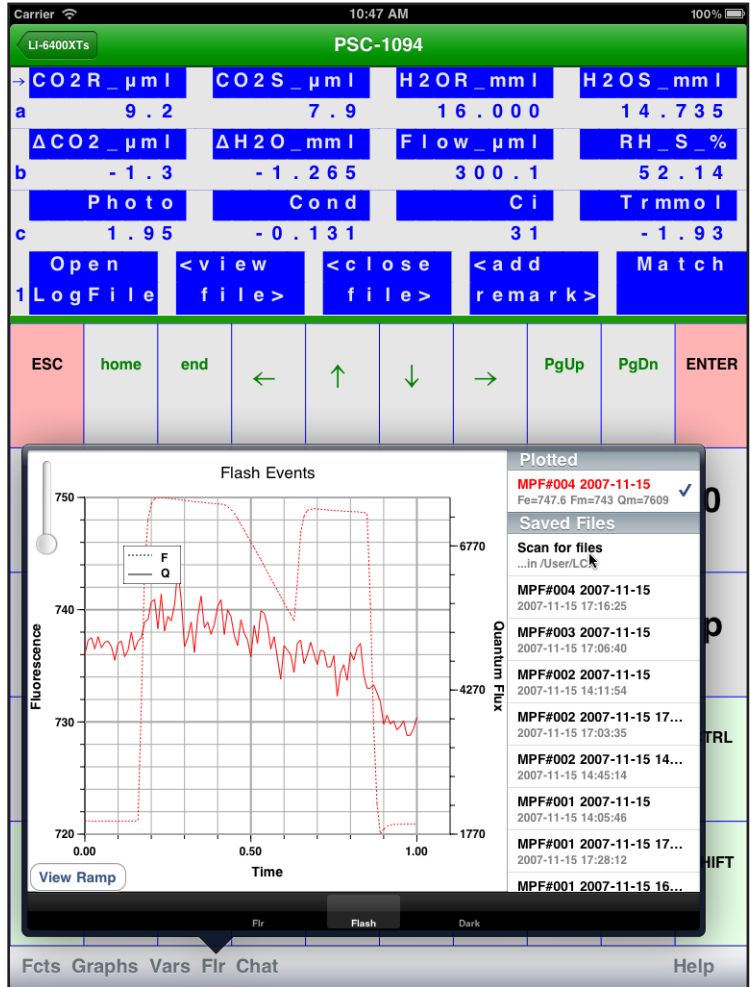 Carrier 10:47 AM 100%
LI-6400XTs PSC-1094
→ CO2R_µml CO2S_µml H2OR_mml H2OS_mml
a 9.2 7.9 16.000 14.735
ΔCO2_µml ΔH2O_mml Flow_µml RH_S_%
b -1.3 -1.265 300.1 52.14
Photo Cond Ci Trmmol
c 1.95 -0.131 31 -1.93
Open <view <close <add Match
1 LogFile file> file> remark>
ESC home end ← ↑ ↓ → PgUp PgDn ENTER
Flash Events
750
740
730
720
Fluorescence
F
Q
6770
4270
1770
Quantum Flux
0.00 0.50 1.00
Time
View Ramp
Plotted
MPF#004 2007-11-15
Fe=747.6 Fm=743 Qm=7609
Saved Files
Scan for files
...in /User/LC
MPF#004 2007-11-15
2007-11-15 17:16:25
MPF#003 2007-11-15
2007-11-15 17:06:40
MPF#002 2007-11-15
2007-11-15 14:11:54
MPF#002 2007-11-15 17...
2007-11-15 17:03:35
MPF#002 2007-11-15 14...
2007-11-15 14:45:14
MPF#001 2007-11-15
2007-11-15 14:05:46
MPF#001 2007-11-15 17...
2007-11-15 17:28:12
MPF#001 2007-11-15 16...
0
p
TRL
HIFT
Flr Flash Dark
Fcts Graphs Vars Flr Chat Help